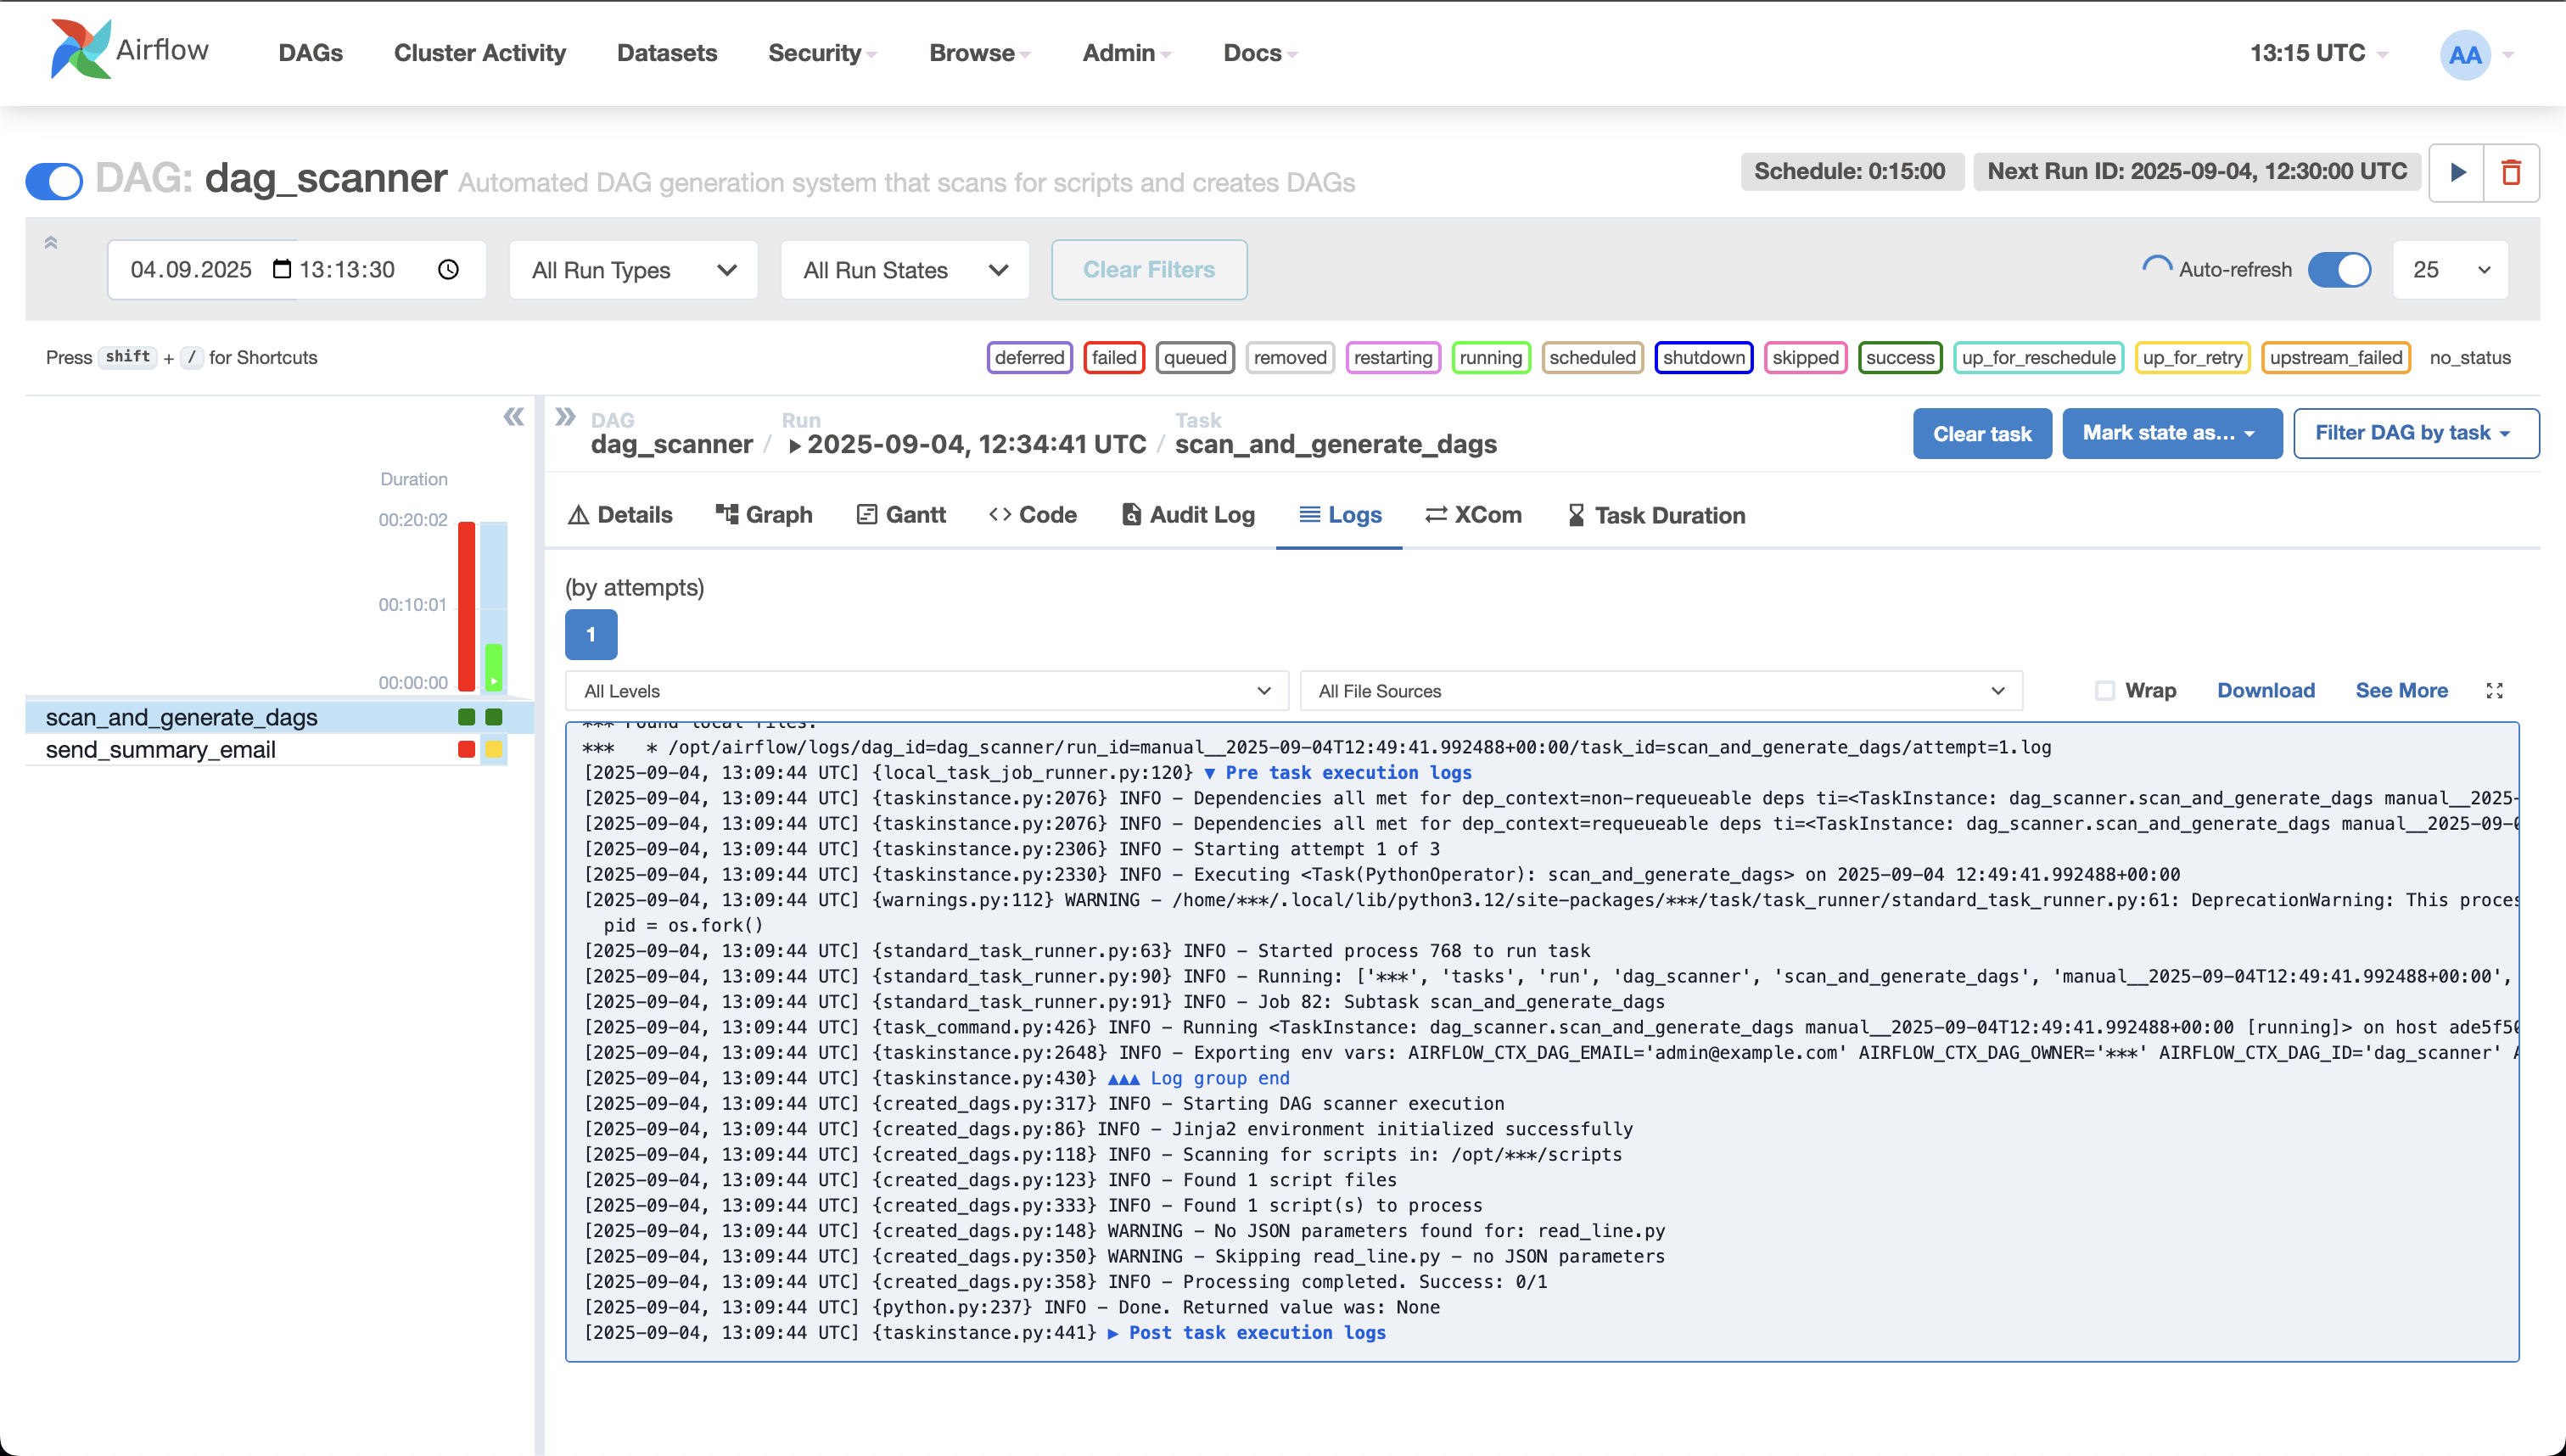 Airflow
DAGs
Cluster Activity
Datasets
Security
Browse
Admin
Docs
13:15 UTC
AA
DAG: dag_scanner Automated DAG generation system that scans for scripts and creates DAGs
Schedule: 0:15:00
Next Run ID: 2025-09-04, 12:30:00 UTC
04.09.2025 13:13:30
All Run Types
All Run States
Clear Filters
Auto-refresh
25
Press shift + / for Shortcuts
deferred
failed
queued
removed
restarting
running
scheduled
shutdown
skipped
success
up_for_reschedule
up_for_retry
upstream_failed
no_status
Duration
00:20:02
00:10:01
00:00:00
scan_and_generate_dags
send_summary_email
DAG
dag_scanner /
Run
2025-09-04, 12:34:41 UTC /
Task
scan_and_generate_dags
Clear task
Mark state as...
Filter DAG by task
Details
Graph
Gantt
Code
Audit Log
Logs
XCom
Task Duration
(by attempts)
1
All Levels
All File Sources
Wrap
Download
See More
*** Found local files:
***   * /opt/airflow/logs/dag_id=dag_scanner/run_id=manual__2025-09-04T12:49:41.992488+00:00/task_id=scan_and_generate_dags/attempt=1.log
[2025-09-04, 13:09:44 UTC] {local_task_job_runner.py:120} ▼ Pre task execution logs
[2025-09-04, 13:09:44 UTC] {taskinstance.py:2076} INFO - Dependencies all met for dep_context=non-requeueable deps ti=<TaskInstance: dag_scanner.scan_and_generate_dags manual__2025-
[2025-09-04, 13:09:44 UTC] {taskinstance.py:2076} INFO - Dependencies all met for dep_context=requeueable deps ti=<TaskInstance: dag_scanner.scan_and_generate_dags manual__2025-09-0
[2025-09-04, 13:09:44 UTC] {taskinstance.py:2306} INFO - Starting attempt 1 of 3
[2025-09-04, 13:09:44 UTC] {taskinstance.py:2330} INFO - Executing <Task(PythonOperator): scan_and_generate_dags> on 2025-09-04 12:49:41.992488+00:00
[2025-09-04, 13:09:44 UTC] {warnings.py:112} WARNING - /home/***/.local/lib/python3.12/site-packages/***/task/task_runner/standard_task_runner.py:61: DeprecationWarning: This proces
  pid = os.fork()
[2025-09-04, 13:09:44 UTC] {standard_task_runner.py:63} INFO - Started process 768 to run task
[2025-09-04, 13:09:44 UTC] {standard_task_runner.py:90} INFO - Running: ['***', 'tasks', 'run', 'dag_scanner', 'scan_and_generate_dags', 'manual__2025-09-04T12:49:41.992488+00:00',
[2025-09-04, 13:09:44 UTC] {standard_task_runner.py:91} INFO - Job 82: Subtask scan_and_generate_dags
[2025-09-04, 13:09:44 UTC] {task_command.py:426} INFO - Running <TaskInstance: dag_scanner.scan_and_generate_dags manual__2025-09-04T12:49:41.992488+00:00 [running]> on host ade5f50
[2025-09-04, 13:09:44 UTC] {taskinstance.py:2648} INFO - Exporting env vars: AIRFLOW_CTX_DAG_EMAIL='admin@example.com' AIRFLOW_CTX_DAG_OWNER='***' AIRFLOW_CTX_DAG_ID='dag_scanner' A
[2025-09-04, 13:09:44 UTC] {taskinstance.py:430} ▲▲▲ Log group end
[2025-09-04, 13:09:44 UTC] {created_dags.py:317} INFO - Starting DAG scanner execution
[2025-09-04, 13:09:44 UTC] {created_dags.py:86} INFO - Jinja2 environment initialized successfully
[2025-09-04, 13:09:44 UTC] {created_dags.py:118} INFO - Scanning for scripts in: /opt/***/scripts
[2025-09-04, 13:09:44 UTC] {created_dags.py:123} INFO - Found 1 script files
[2025-09-04, 13:09:44 UTC] {created_dags.py:333} INFO - Found 1 script(s) to process
[2025-09-04, 13:09:44 UTC] {created_dags.py:148} WARNING - No JSON parameters found for: read_line.py
[2025-09-04, 13:09:44 UTC] {created_dags.py:350} WARNING - Skipping read_line.py - no JSON parameters
[2025-09-04, 13:09:44 UTC] {created_dags.py:358} INFO - Processing completed. Success: 0/1
[2025-09-04, 13:09:44 UTC] {python.py:237} INFO - Done. Returned value was: None
[2025-09-04, 13:09:44 UTC] {taskinstance.py:441} ▶ Post task execution logs